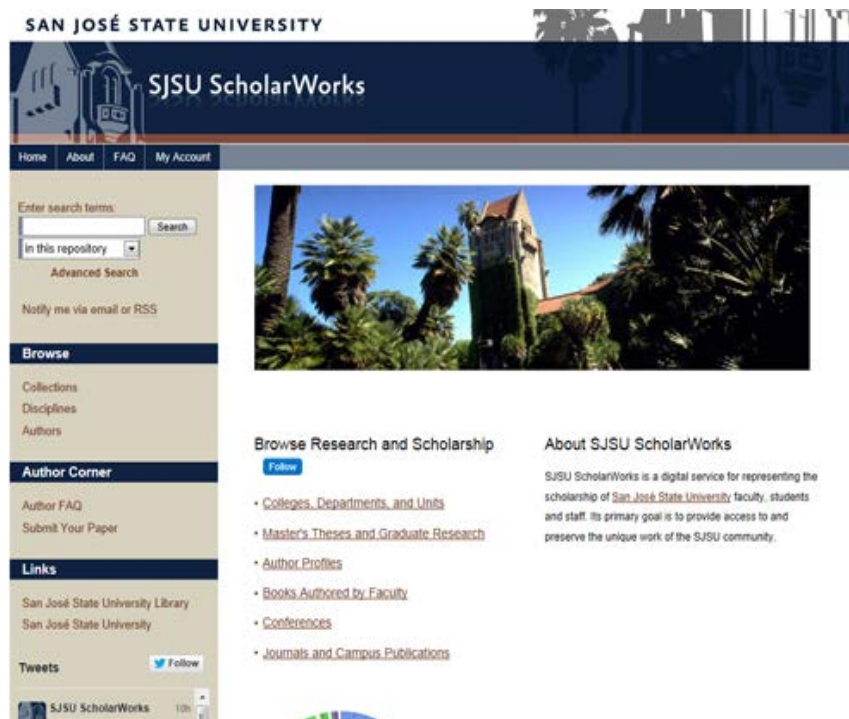 SAN JOSÉ STATE UNIVERSITY
SJSU ScholarWorks
Home About FAQ My Account
Enter search terms:
Search
in this repository
Advanced Search
Notify me via email or RSS
Browse
Collections
Disciplines
Authors
Author Corner
Author FAQ
Submit Your Paper
Links
San José State University Library
San José State University
Tweets
Follow
SJSU ScholarWorks 10h
Browse Research and Scholarship
Follow
• Colleges, Departments, and Units
• Master's Theses and Graduate Research
• Author Profiles
• Books Authored by Faculty
• Conferences
• Journals and Campus Publications
About SJSU ScholarWorks
SJSU ScholarWorks is a digital service for representing the
scholarship of San José State University faculty, students
and staff. Its primary goal is to provide access to and
preserve the unique work of the SJSU community.